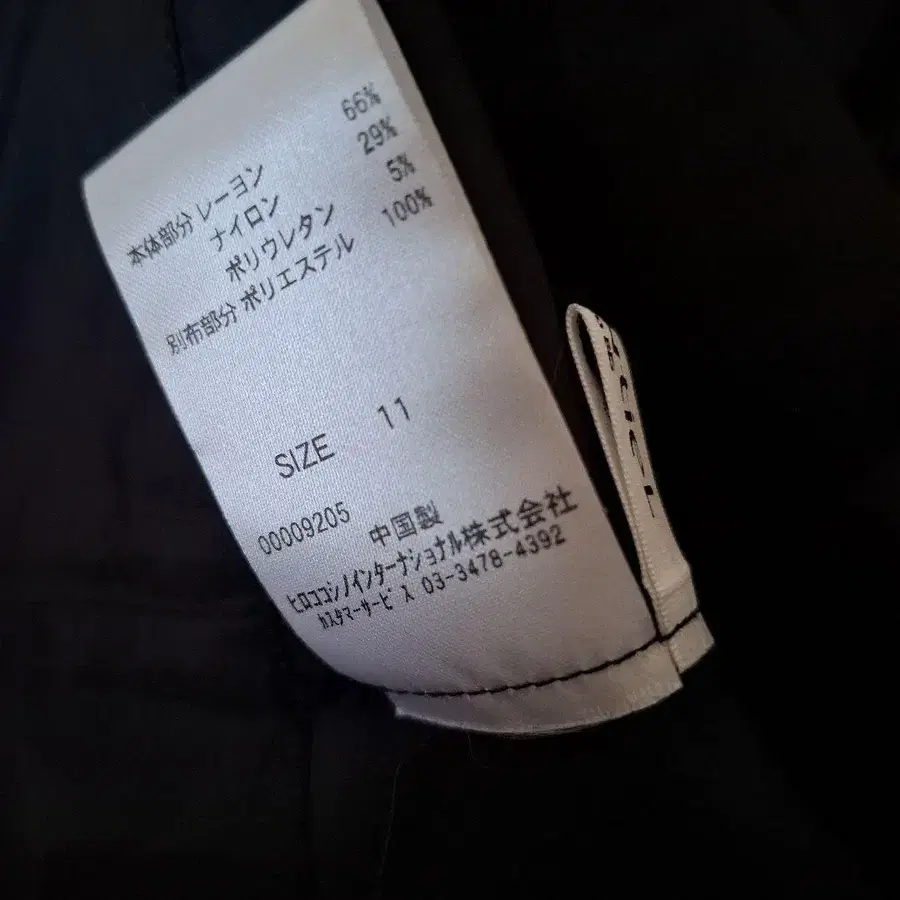 本体部分 レーヨン 66%
ナイロン 29%
ポリウレタン 5%
別布部分 ポリエステル 100%
SIZE 11
00009205 中国製
ヒロココシノインターナショナル株式会社
カスタマーサービス 03-3478-4392